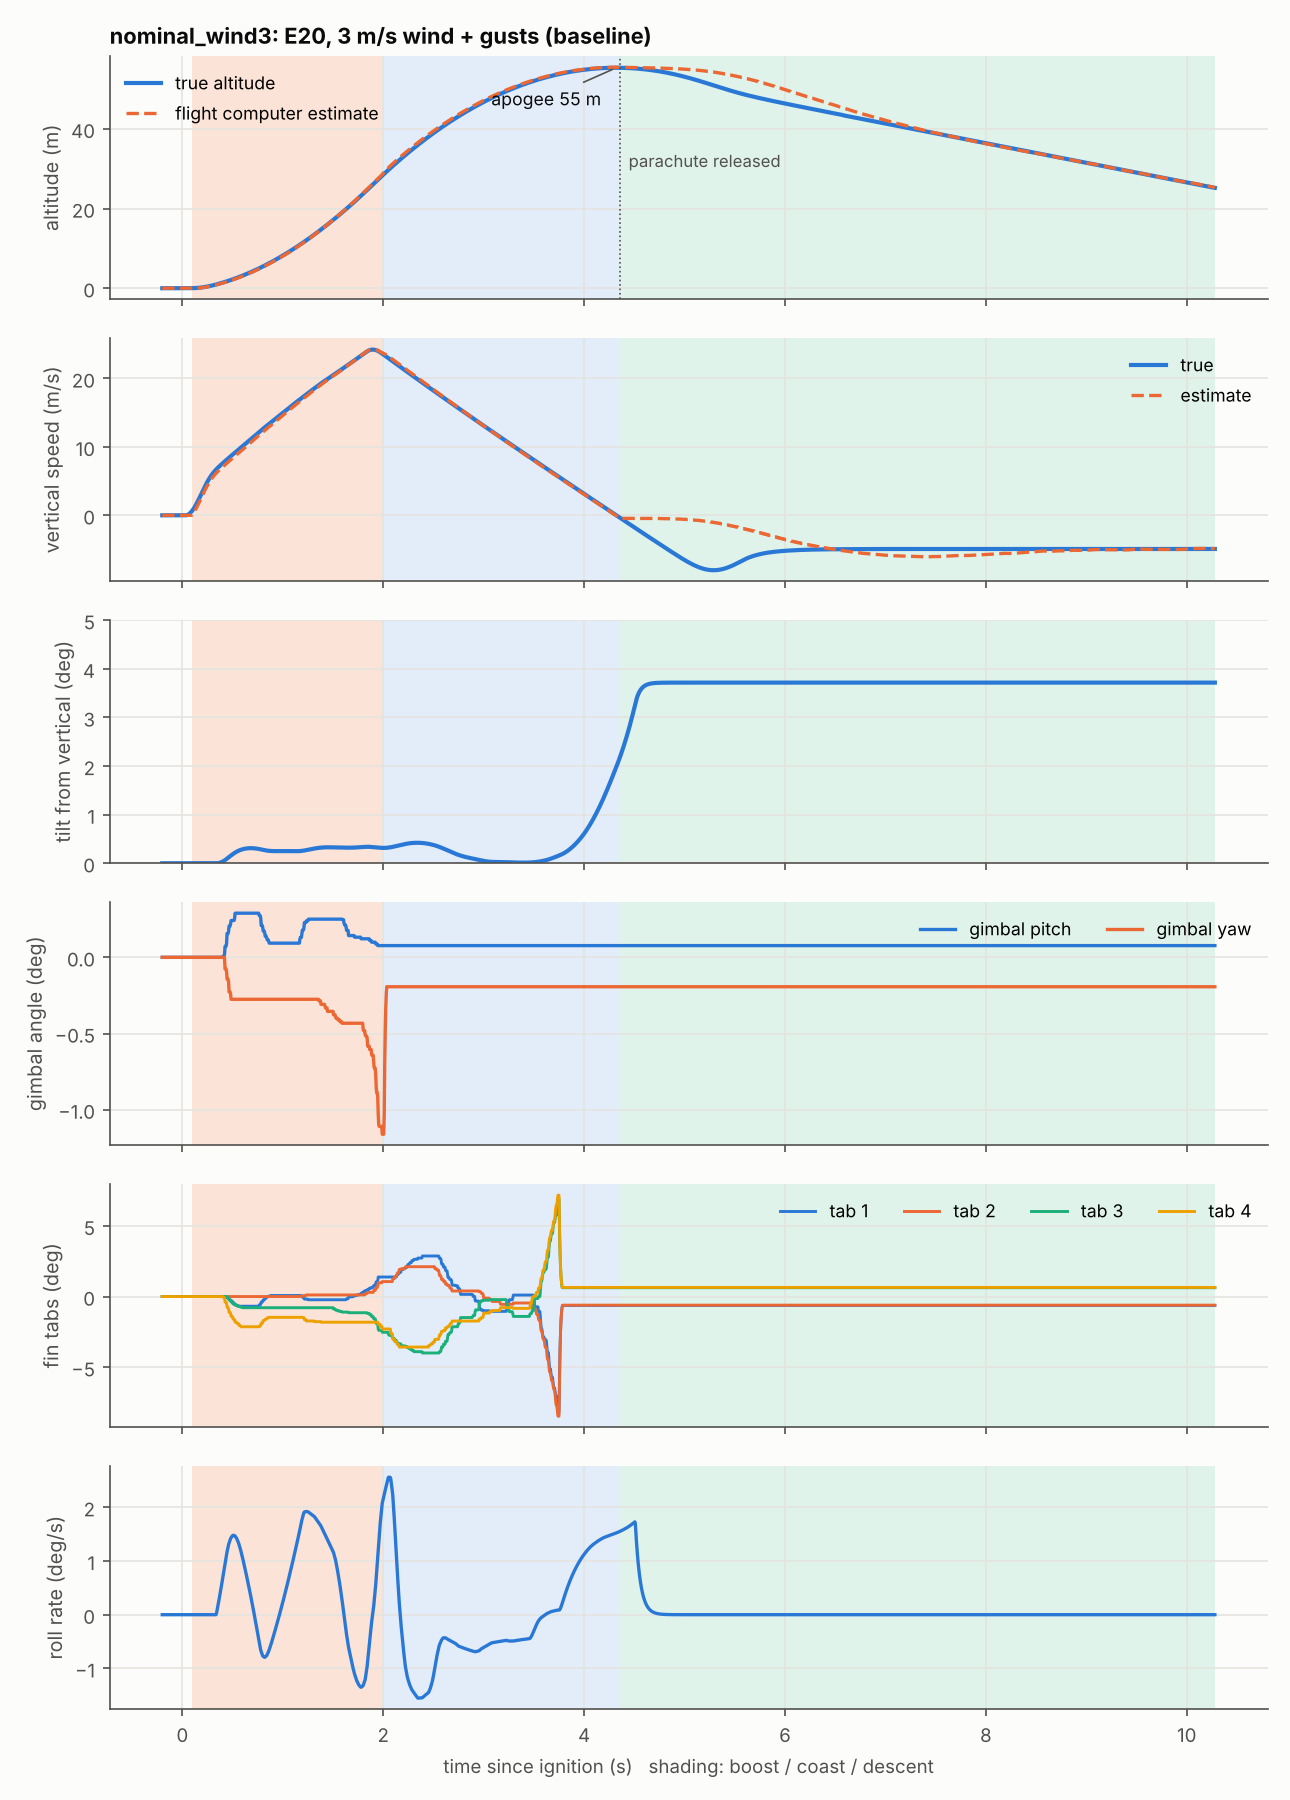 nominal_wind3: E20, 3 m/s wind + gusts (baseline)
true altitude
flight computer estimate
apogee 55 m
parachute released
altitude (m)
40
20
0
true
estimate
vertical speed (m/s)
20
10
0
tilt from vertical (deg)
5
4
3
2
1
0
gimbal pitch gimbal yaw
gimbal angle (deg)
0.0
−0.5
−1.0
tab 1 tab 2 tab 3 tab 4
fin tabs (deg)
5
0
−5
roll rate (deg/s)
2
1
0
−1
0 2 4 6 8 10
time since ignition (s) shading: boost / coast / descent